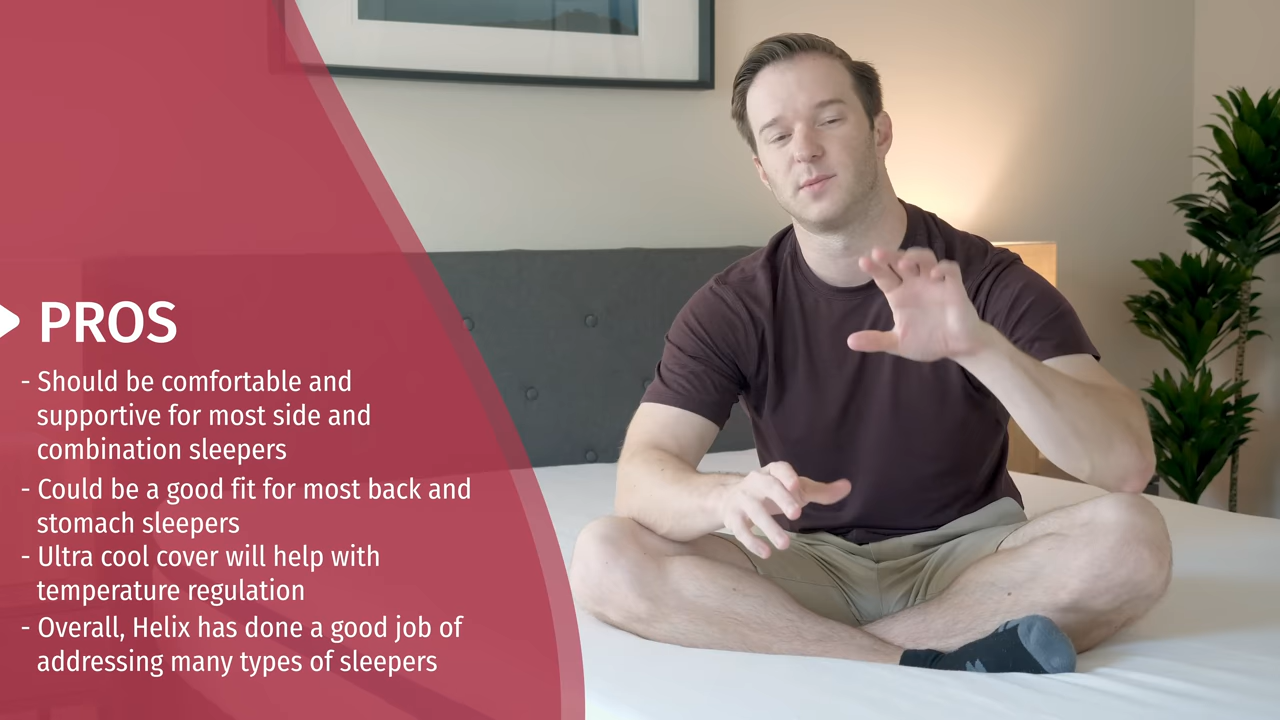 PROS
- Should be comfortable and
supportive for most side and
combination sleepers
- Could be a good fit for most back and
stomach sleepers
- Ultra cool cover will help with
temperature regulation
- Overall, Helix has done a good job of
addressing many types of sleepers